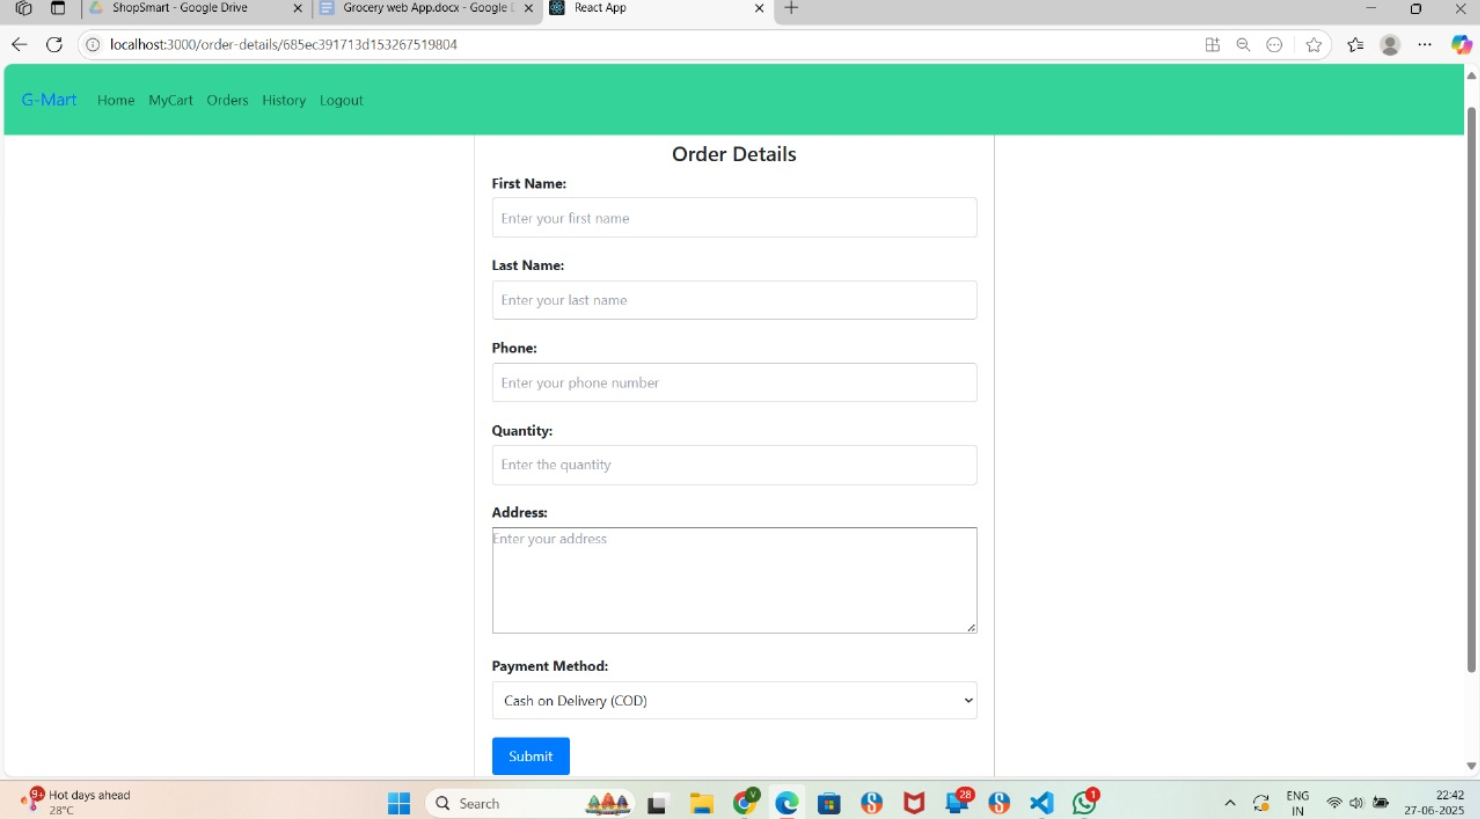 ShopSmart - Google Drive
Grocery web App.docx - Google
React App
localhost:3000/order-details/685ec391713d153267519804
G-Mart Home MyCart Orders History Logout
Order Details
First Name:
Enter your first name
Last Name:
Enter your last name
Phone:
Enter your phone number
Quantity:
Enter the quantity
Address:
Enter your address
Payment Method:
Cash on Delivery (COD)
Submit
9+
Hot days ahead
28°C
Search
V
28
1
ENG
IN
22:42
27-06-2025